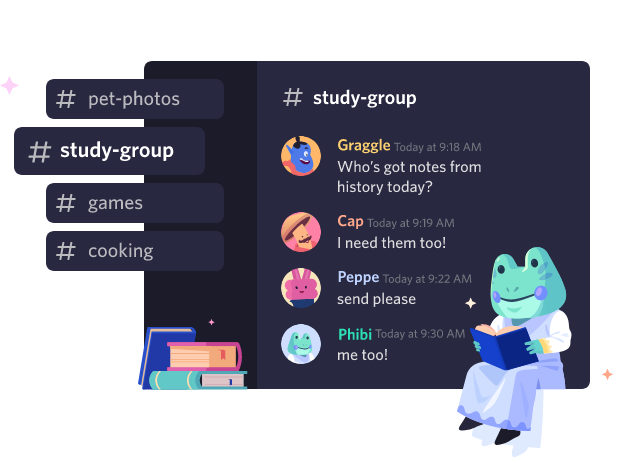 # pet-photos
# study-group
# games
# cooking
# study-group
Graggle Today at 9:18 AM
Who's got notes from
history today?
Cap Today at 9:19 AM
I need them too!
Peppe Today at 9:22 AM
send please
Phibi Today at 9:30 AM
me too!